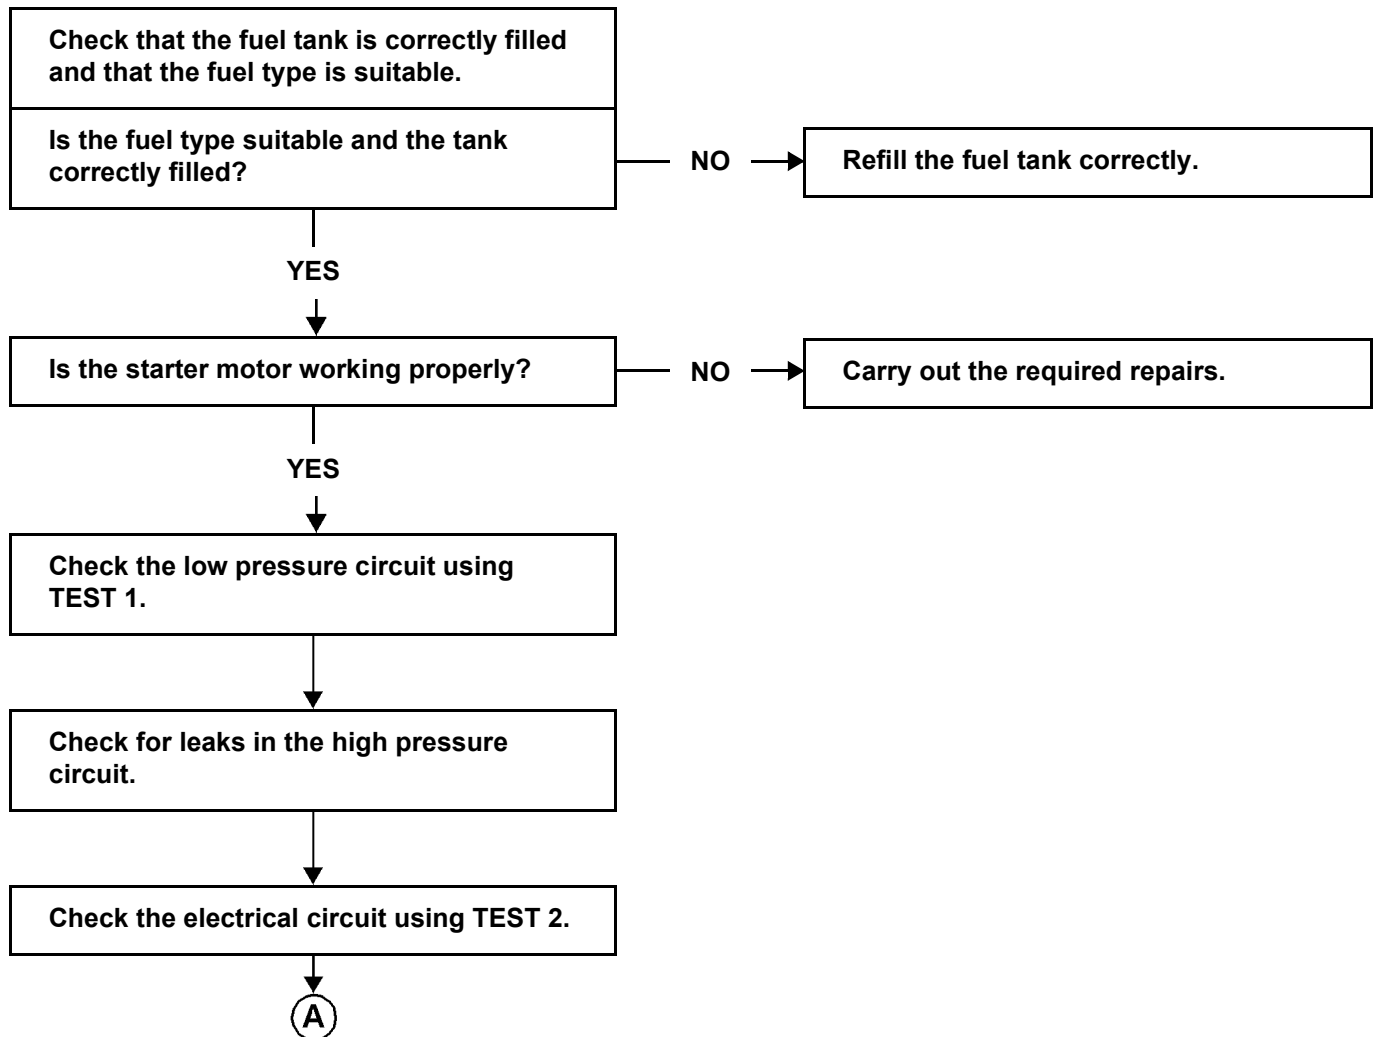 Check that the fuel tank is correctly filled
and that the fuel type is suitable.
Is the fuel type suitable and the tank
correctly filled?
NO
Refill the fuel tank correctly.
YES
Is the starter motor working properly?
NO
Carry out the required repairs.
YES
Check the low pressure circuit using
TEST 1.
Check for leaks in the high pressure
circuit.
Check the electrical circuit using TEST 2.
A